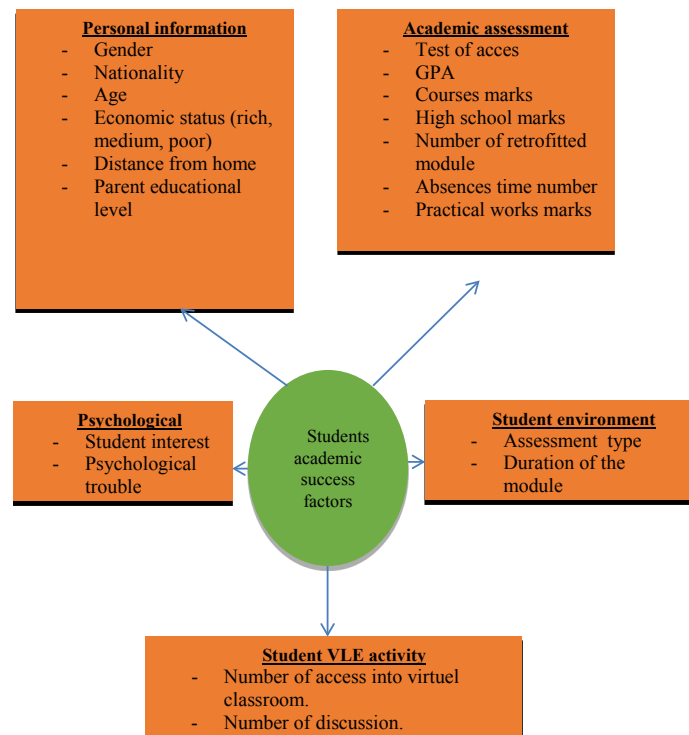 Personal information
- Gender
- Nationality
- Age
- Economic status (rich,
medium, poor)
- Distance from home
- Parent educational
level
Academic assessment
- Test of acces
- GPA
- Courses marks
- High school marks
- Number of retrofitted
module
- Absences time number
- Practical works marks
Psychological
- Student interest
- Psychological
trouble
Students
academic
success
factors
Student environment
- Assessment type
- Duration of the
module
Student VLE activity
- Number of access into virtuel
classroom.
- Number of discussion.